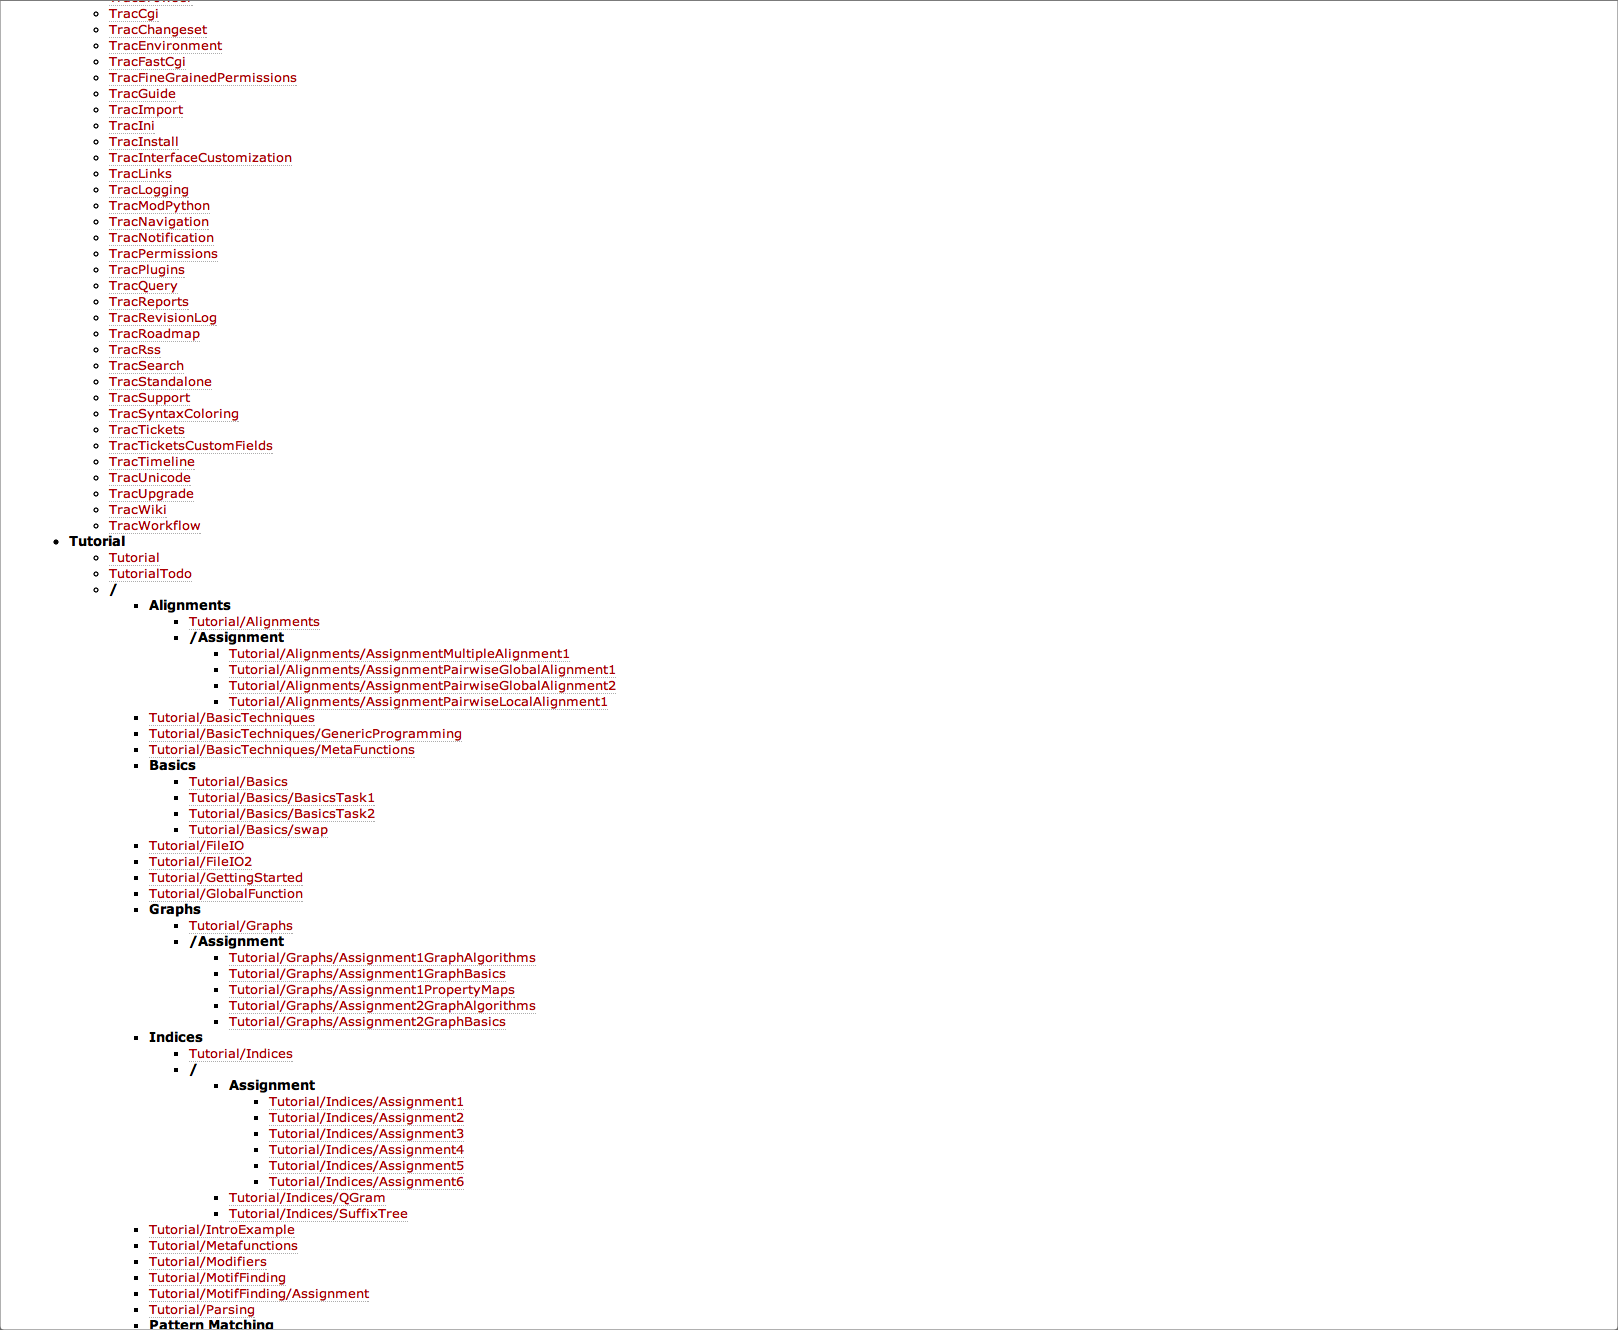 TracCgi
TracChangeset
TracEnvironment
TracFastCgi
TracFineGrainedPermissions
TracGuide
TracImport
TracIni
TracInstall
TracInterfaceCustomization
TracLinks
TracLogging
TracModPython
TracNavigation
TracNotification
TracPermissions
TracPlugins
TracQuery
TracReports
TracRevisionLog
TracRoadmap
TracRss
TracSearch
TracStandalone
TracSupport
TracSyntaxColoring
TracTickets
TracTicketsCustomFields
TracTimeline
TracUnicode
TracUpgrade
TracWiki
TracWorkflow
Tutorial
Tutorial
TutorialTodo
/
Alignments
Tutorial/Alignments
/Assignment
Tutorial/Alignments/AssignmentMultipleAlignment1
Tutorial/Alignments/AssignmentPairwiseGlobalAlignment1
Tutorial/Alignments/AssignmentPairwiseGlobalAlignment2
Tutorial/Alignments/AssignmentPairwiseLocalAlignment1
Tutorial/BasicTechniques
Tutorial/BasicTechniques/GenericProgramming
Tutorial/BasicTechniques/MetaFunctions
Basics
Tutorial/Basics
Tutorial/Basics/BasicsTask1
Tutorial/Basics/BasicsTask2
Tutorial/Basics/swap
Tutorial/FileIO
Tutorial/FileIO2
Tutorial/GettingStarted
Tutorial/GlobalFunction
Graphs
Tutorial/Graphs
/Assignment
Tutorial/Graphs/Assignment1GraphAlgorithms
Tutorial/Graphs/Assignment1GraphBasics
Tutorial/Graphs/Assignment1PropertyMaps
Tutorial/Graphs/Assignment2GraphAlgorithms
Tutorial/Graphs/Assignment2GraphBasics
Indices
Tutorial/Indices
/
Assignment
Tutorial/Indices/Assignment1
Tutorial/Indices/Assignment2
Tutorial/Indices/Assignment3
Tutorial/Indices/Assignment4
Tutorial/Indices/Assignment5
Tutorial/Indices/Assignment6
Tutorial/Indices/QGram
Tutorial/Indices/SuffixTree
Tutorial/IntroExample
Tutorial/Metafunctions
Tutorial/Modifiers
Tutorial/MotifFinding
Tutorial/MotifFinding/Assignment
Tutorial/Parsing
Pattern Matching